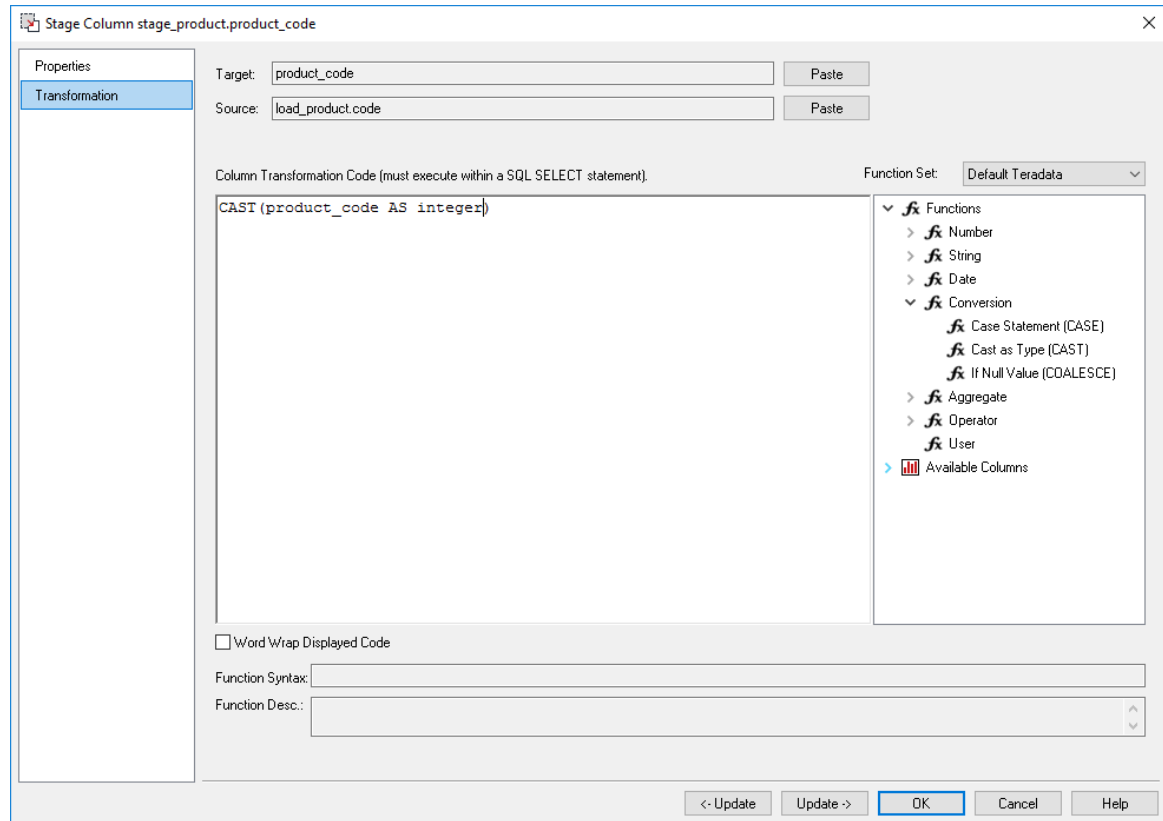 Stage Column stage_product.product_code
Properties
Transformation
Target: product_code Paste
Source: load_product.code Paste
Column Transformation Code (must execute within a SQL SELECT statement). Function Set: Default Teradata
CAST(product_code AS integer)
Functions
Number
String
Date
Conversion
Case Statement (CASE)
Cast as Type (CAST)
If Null Value (COALESCE)
Aggregate
Operator
User
Available Columns
Word Wrap Displayed Code
Function Syntax:
Function Desc.:
<- Update Update -> OK Cancel Help